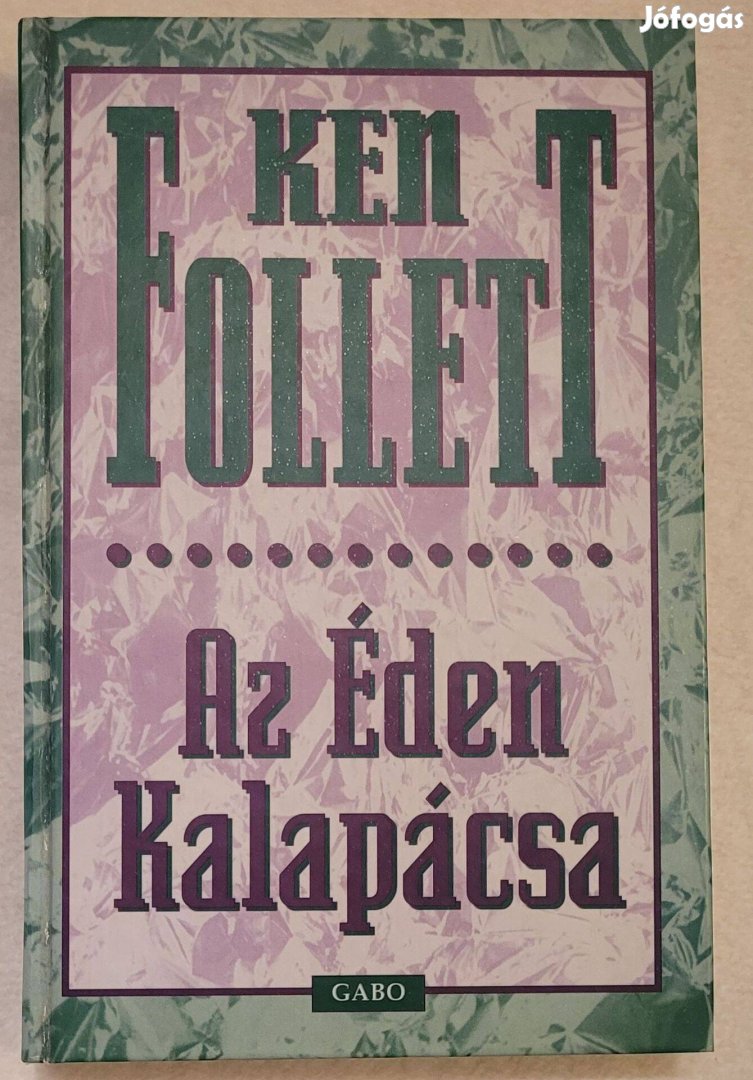 Jófogás
KEN
FOLLETT
Az Éden
Kalapácsa
GABO